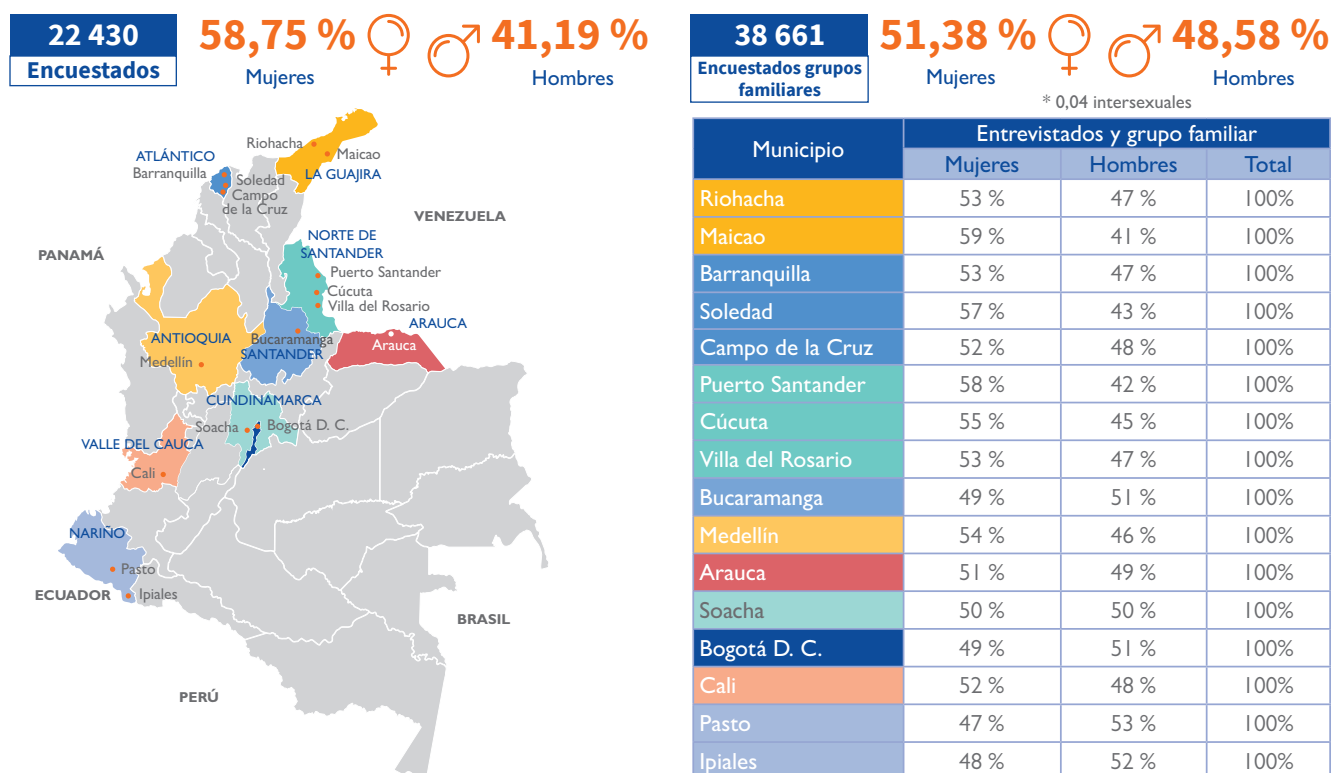 22 430
Encuestados
58,75 %
Mujeres
41,19 %
Hombres
38 661
Encuestados grupos
familiares
51,38 %
Mujeres
48,58 %
Hombres
* 0,04 intersexuales
Riohacha
Maicao
LA GUAJIRA
ATLÁNTICO
Barranquilla
Soledad
Campo
de la Cruz
VENEZUELA
PANAMÁ
NORTE DE
SANTANDER
Puerto Santander
Cúcuta
Villa del Rosario
ARAUCA
Arauca
ANTIOQUIA
Medellín
Bucaramanga
SANTANDER
CUNDINAMARCA
Soacha
Bogotá D. C.
VALLE DEL CAUCA
Cali
NARIÑO
Pasto
Ipiales
ECUADOR
BRASIL
PERÚ
Municipio Entrevistados y grupo familiar
Mujeres Hombres Total
Riohacha 53 % 47 % 100%
Maicao 59 % 41 % 100%
Barranquilla 53 % 47 % 100%
Soledad 57 % 43 % 100%
Campo de la Cruz 52 % 48 % 100%
Puerto Santander 58 % 42 % 100%
Cúcuta 55 % 45 % 100%
Villa del Rosario 53 % 47 % 100%
Bucaramanga 49 % 51 % 100%
Medellín 54 % 46 % 100%
Arauca 51 % 49 % 100%
Soacha 50 % 50 % 100%
Bogotá D. C. 49 % 51 % 100%
Cali 52 % 48 % 100%
Pasto 47 % 53 % 100%
Ipiales 48 % 52 % 100%